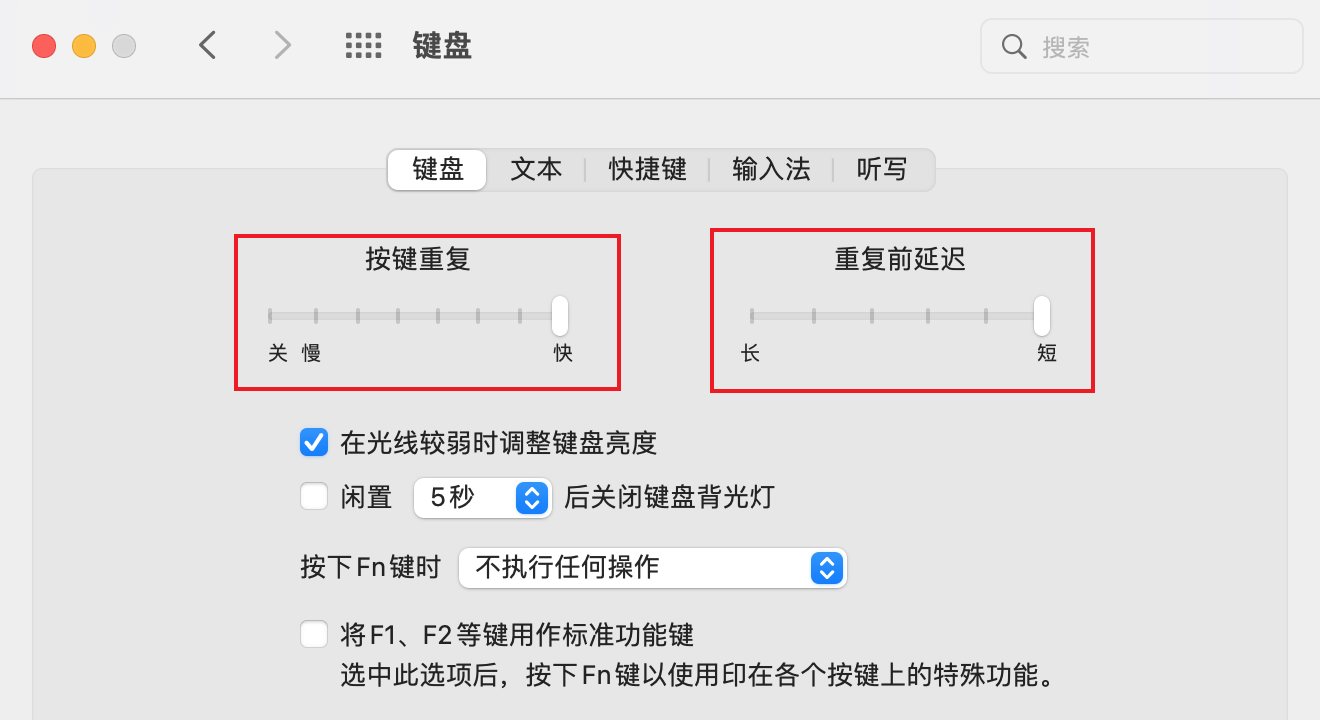 键盘
搜索
键盘 文本 快捷键 输入法 听写
按键重复 重复前延迟
关 慢 快 长 短
在光线较弱时调整键盘亮度
闲置 5秒 后关闭键盘背光灯
按下Fn键时 不执行任何操作
将F1、F2等键用作标准功能键
选中此选项后，按下Fn键以使用印在各个按键上的特殊功能。